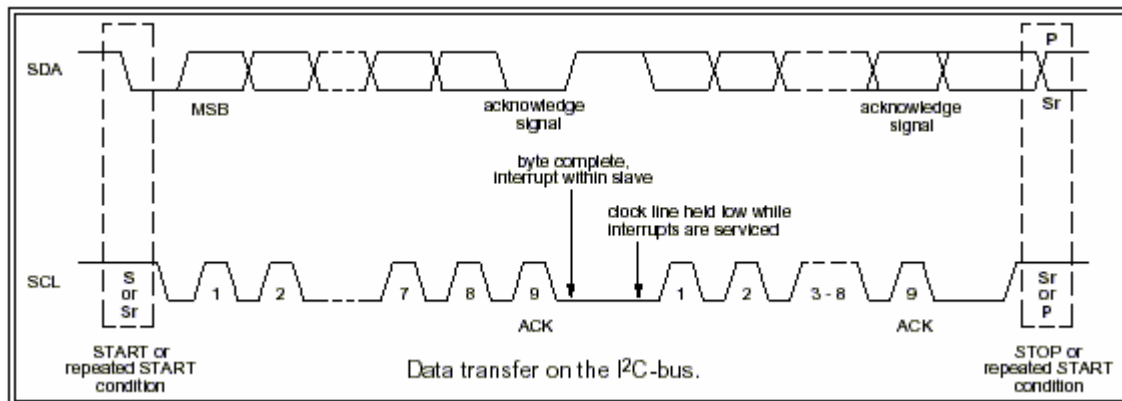 SDA
MSB
acknowledge
signal
acknowledge
signal
P
Sr
byte complete,
interrupt within slave
clock line held low while
interrupts are serviced
SCL
S
or
Sr
1
2
7
8
9
1
2
3 - 8
9
Sr
or
P
ACK
ACK
START or
repeated START
condition
Data transfer on the I²C-bus.
STOP or
repeated START
condition